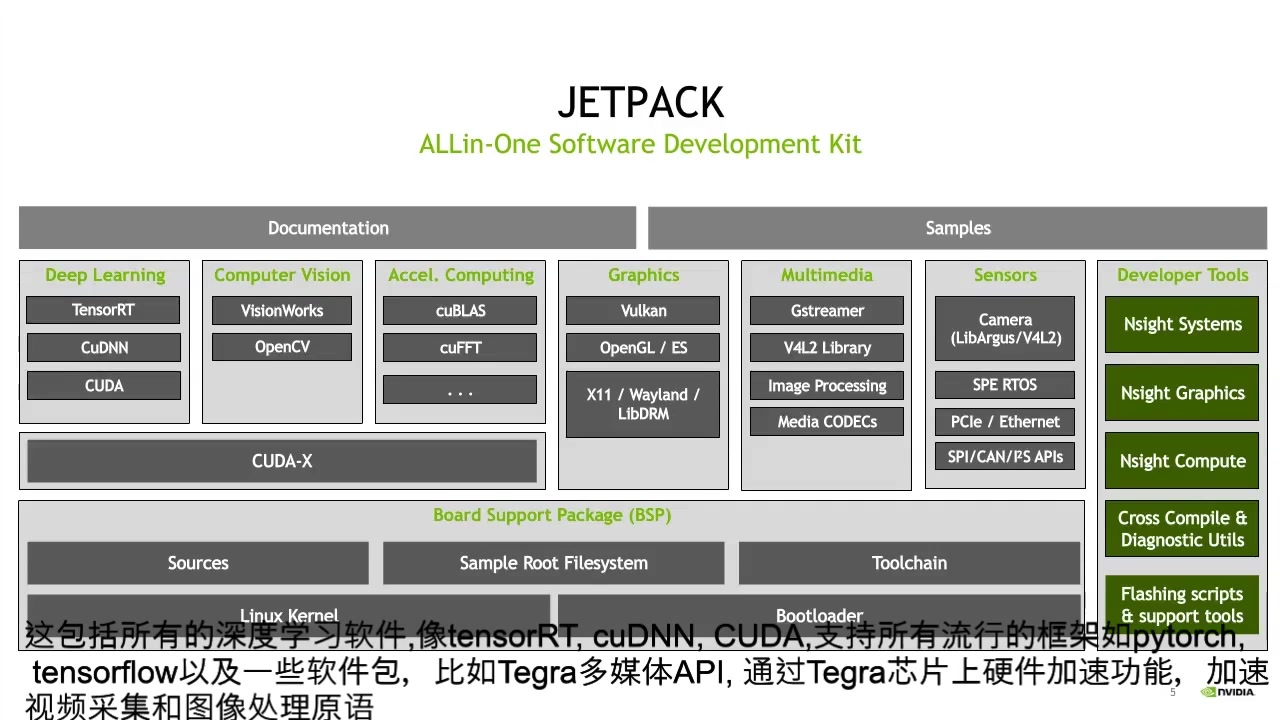 JETPACK
ALLin-One Software Development Kit
Documentation
Samples
Deep Learning
TensorRT
CuDNN
CUDA
Computer Vision
VisionWorks
OpenCV
Accel. Computing
cuBLAS
cuFFT
. . .
CUDA-X
Graphics
Vulkan
OpenGL / ES
X11 / Wayland /
LibDRM
Multimedia
Gstreamer
V4L2 Library
Image Processing
Media CODECs
Sensors
Camera
(LibArgus/V4L2)
SPE RTOS
PCIe / Ethernet
SPI/CAN/I²S APIs
Developer Tools
Nsight Systems
Nsight Graphics
Nsight Compute
Cross Compile &
Diagnostic Utils
Flashing scripts
& support tools
Board Support Package (BSP)
Sources
Sample Root Filesystem
Toolchain
Linux Kernel
Bootloader
这包括所有的深度学习软件,像tensorRT, cuDNN, CUDA,支持所有流行的框架如pytorch,
tensorflow以及一些软件包，比如Tegra多媒体API, 通过Tegra芯片上硬件加速功能，加速
视频采集和图像处理原语
5
NVIDIA.